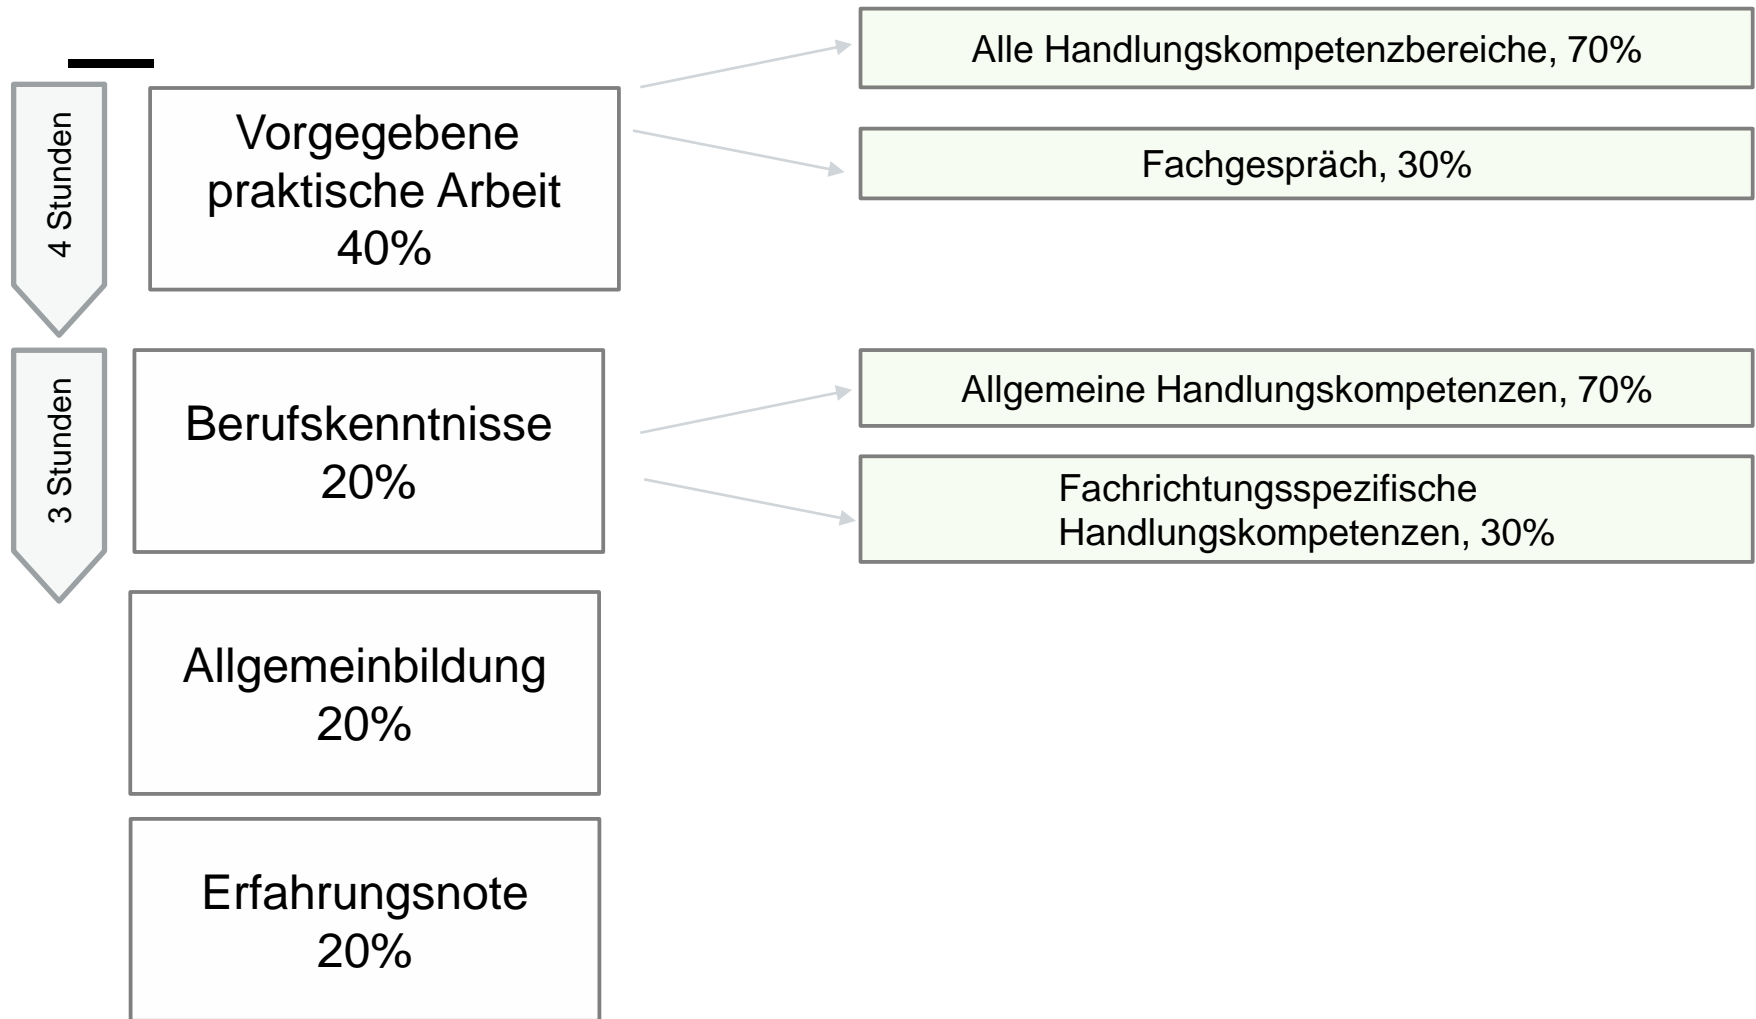 4 Stunden
Vorgegebene
praktische Arbeit
40%
Alle Handlungskompetenzbereiche, 70%
Fachgespräch, 30%
3 Stunden
Berufskenntnisse
20%
Allgemeine Handlungskompetenzen, 70%
Fachrichtungsspezifische
Handlungskompetenzen, 30%
Allgemeinbildung
20%
Erfahrungsnote
20%